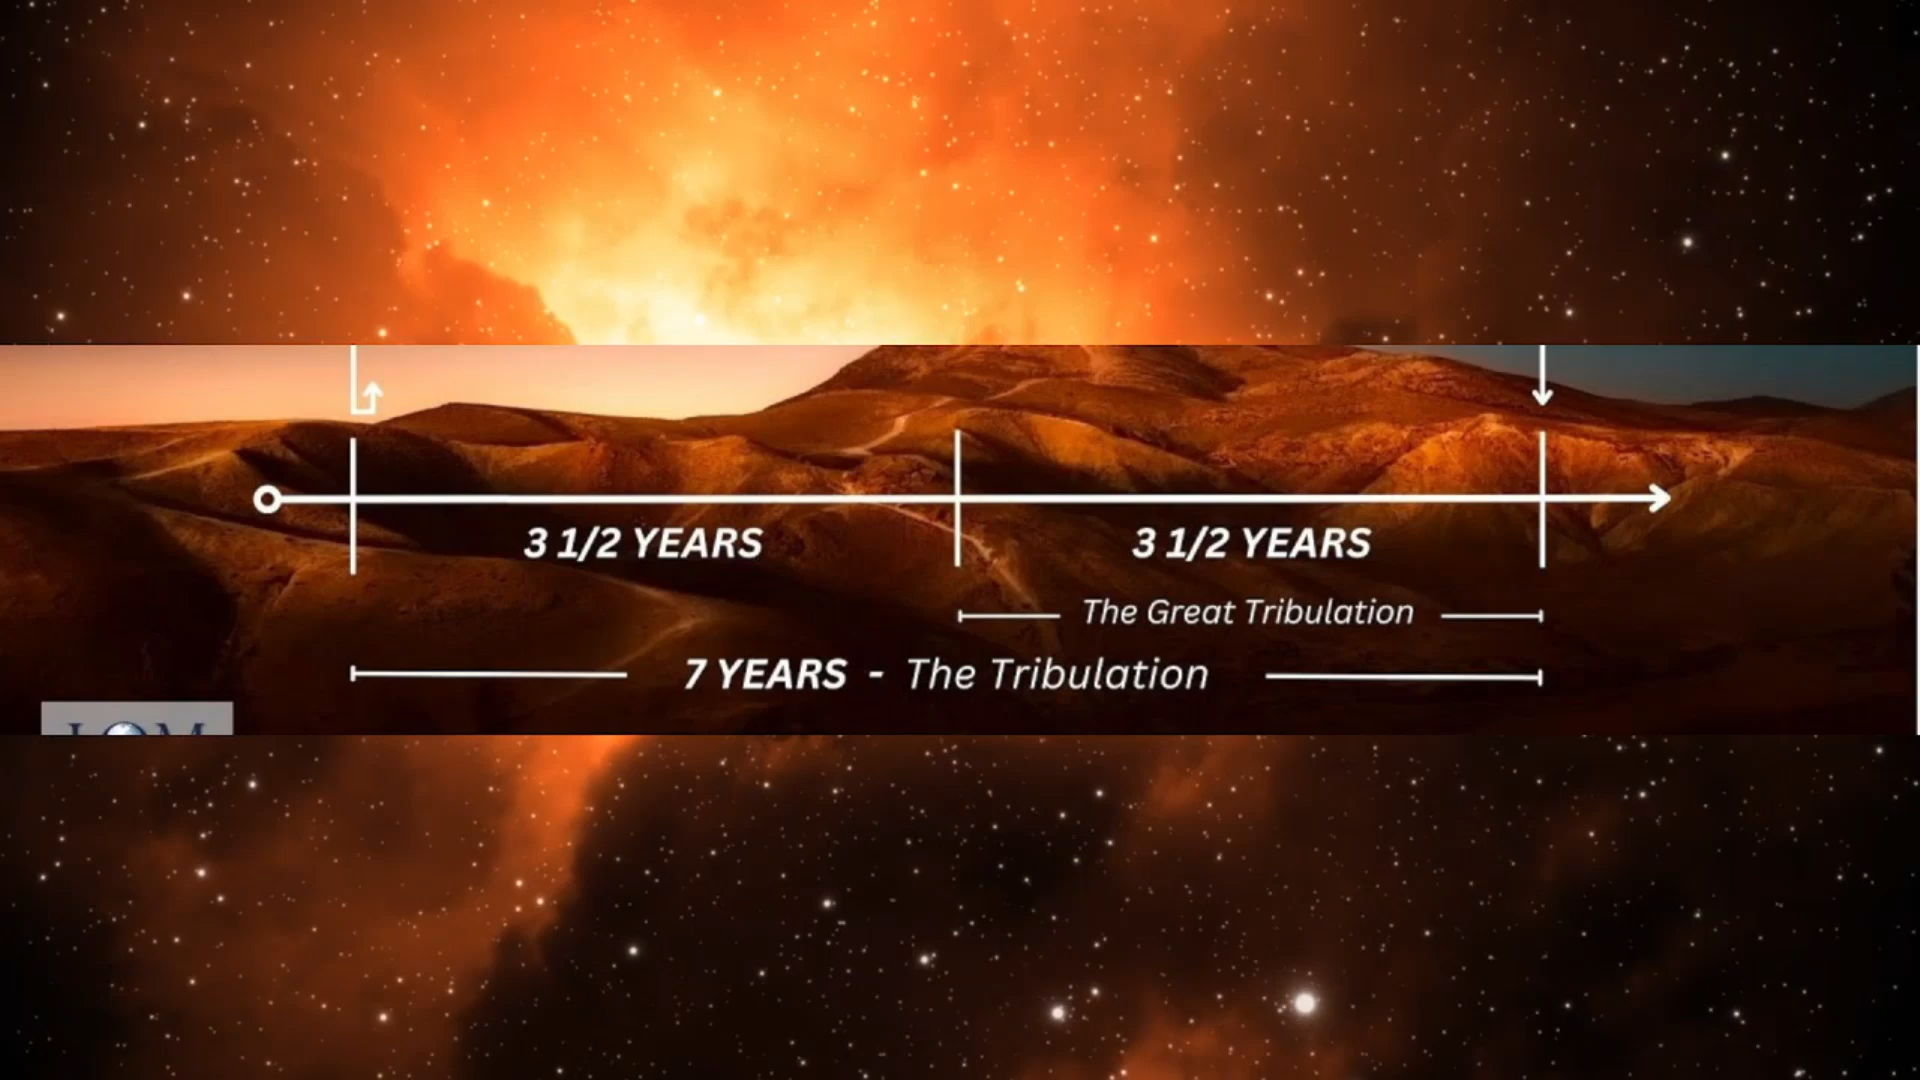 3 1/2 YEARS 3 1/2 YEARS
The Great Tribulation
7 YEARS - The Tribulation